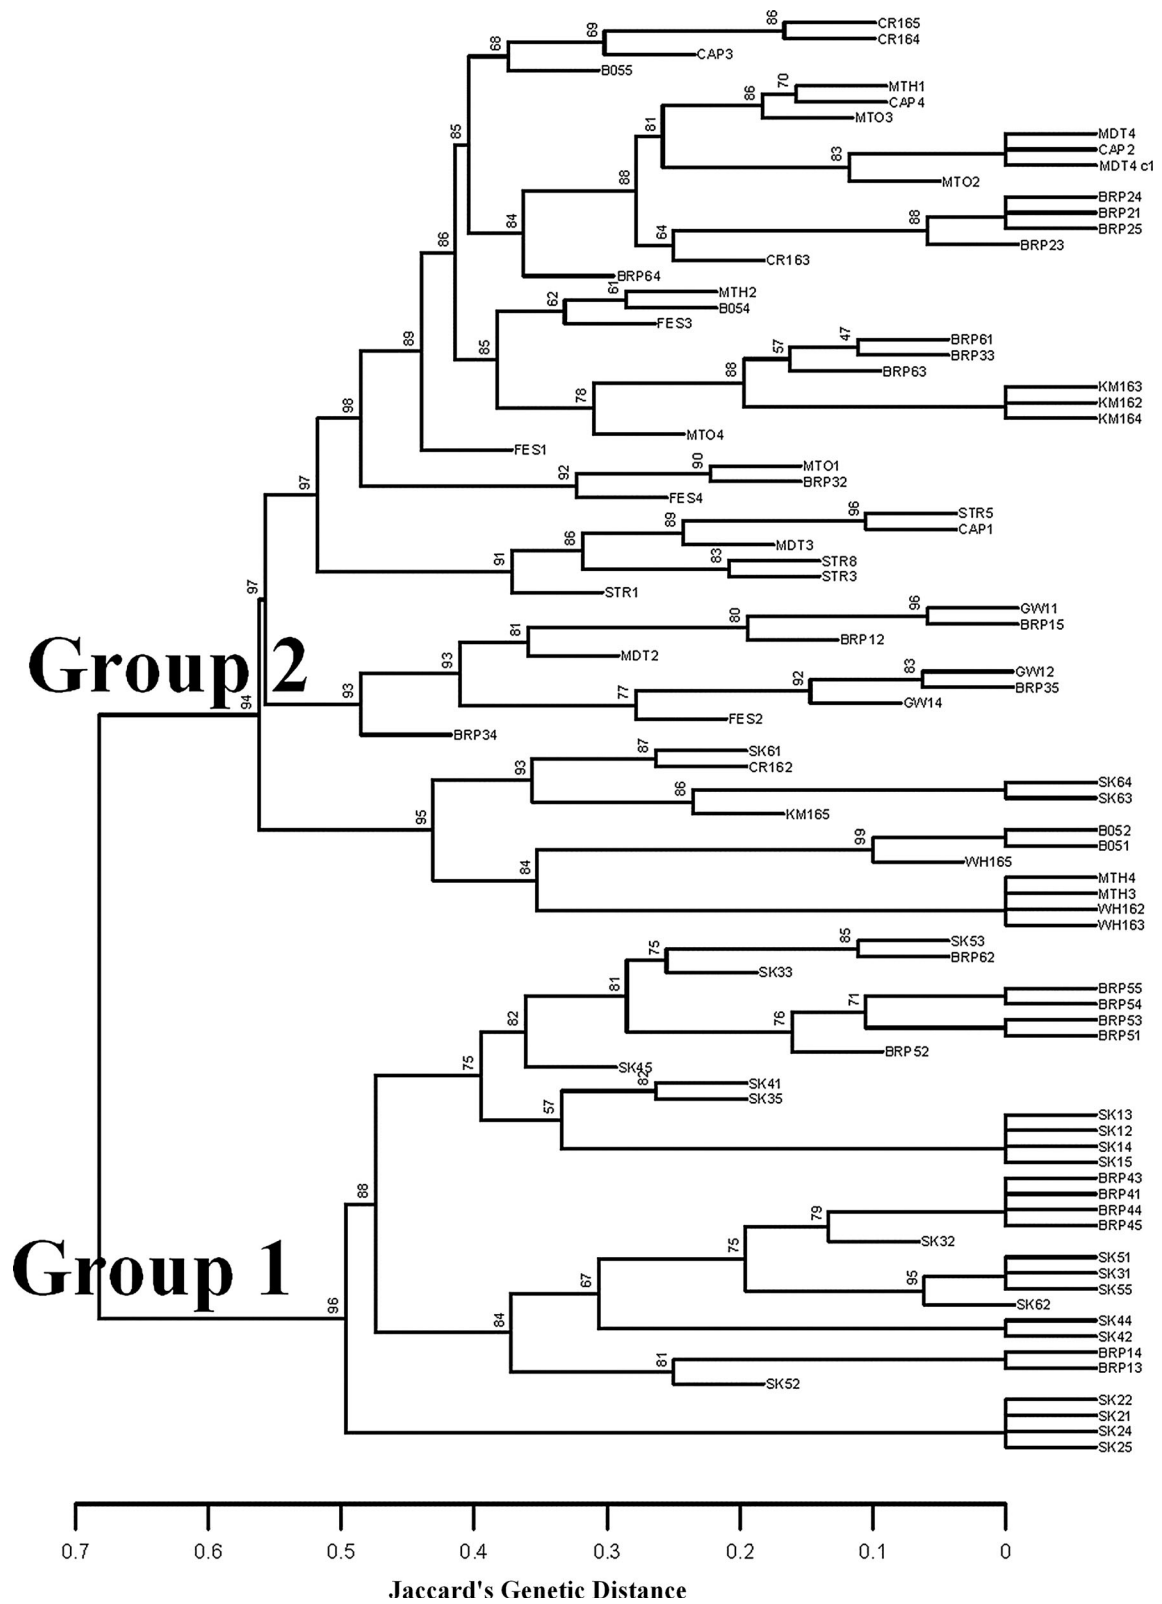 86
CR165
69
CR164
68
CAP3
B055
70
MTH1
86
CAP4
81
MTO3
85
MDT4
83
CAP2
MDT4 c1
88
MTO2
BRP24
88
BRP21
84
BRP25
64
BRP23
86
CR163
BRP64
61
MTH2
62
B054
FES3
89
47
BRP61
85
57
BRP33
88
BRP63
KM163
78
KM162
98
KM164
MTO4
FES1
90
MTO1
92
BRP32
97
FES4
96
STR5
89
CAP1
86
MDT3
91
83
STR8
STR3
97
STR1
96
GW11
80
BRP15
81
BRP12
Group 2
93
MDT2
83
GW12
93
92
BRP35
77
GW14
94
FES2
BRP34
87
SK61
93
CR162
86
SK64
SK63
95
KM165
99
B052
B051
84
WH165
MTH4
MTH3
WH162
WH163
85
SK53
75
BRP62
81
SK33
71
BRP55
82
76
BRP54
BRP53
BRP51
75
BRP52
SK45
82
SK41
57
SK35
SK13
SK12
SK14
SK15
88
BRP43
BRP41
79
BRP44
BRP45
75
SK32
Group 1
SK51
67
95
SK31
SK55
96
SK62
84
SK44
SK42
81
BRP14
BRP13
SK52
SK22
SK21
SK24
SK25
0.7 0.6 0.5 0.4 0.3 0.2 0.1 0
Jaccard's Genetic Distance